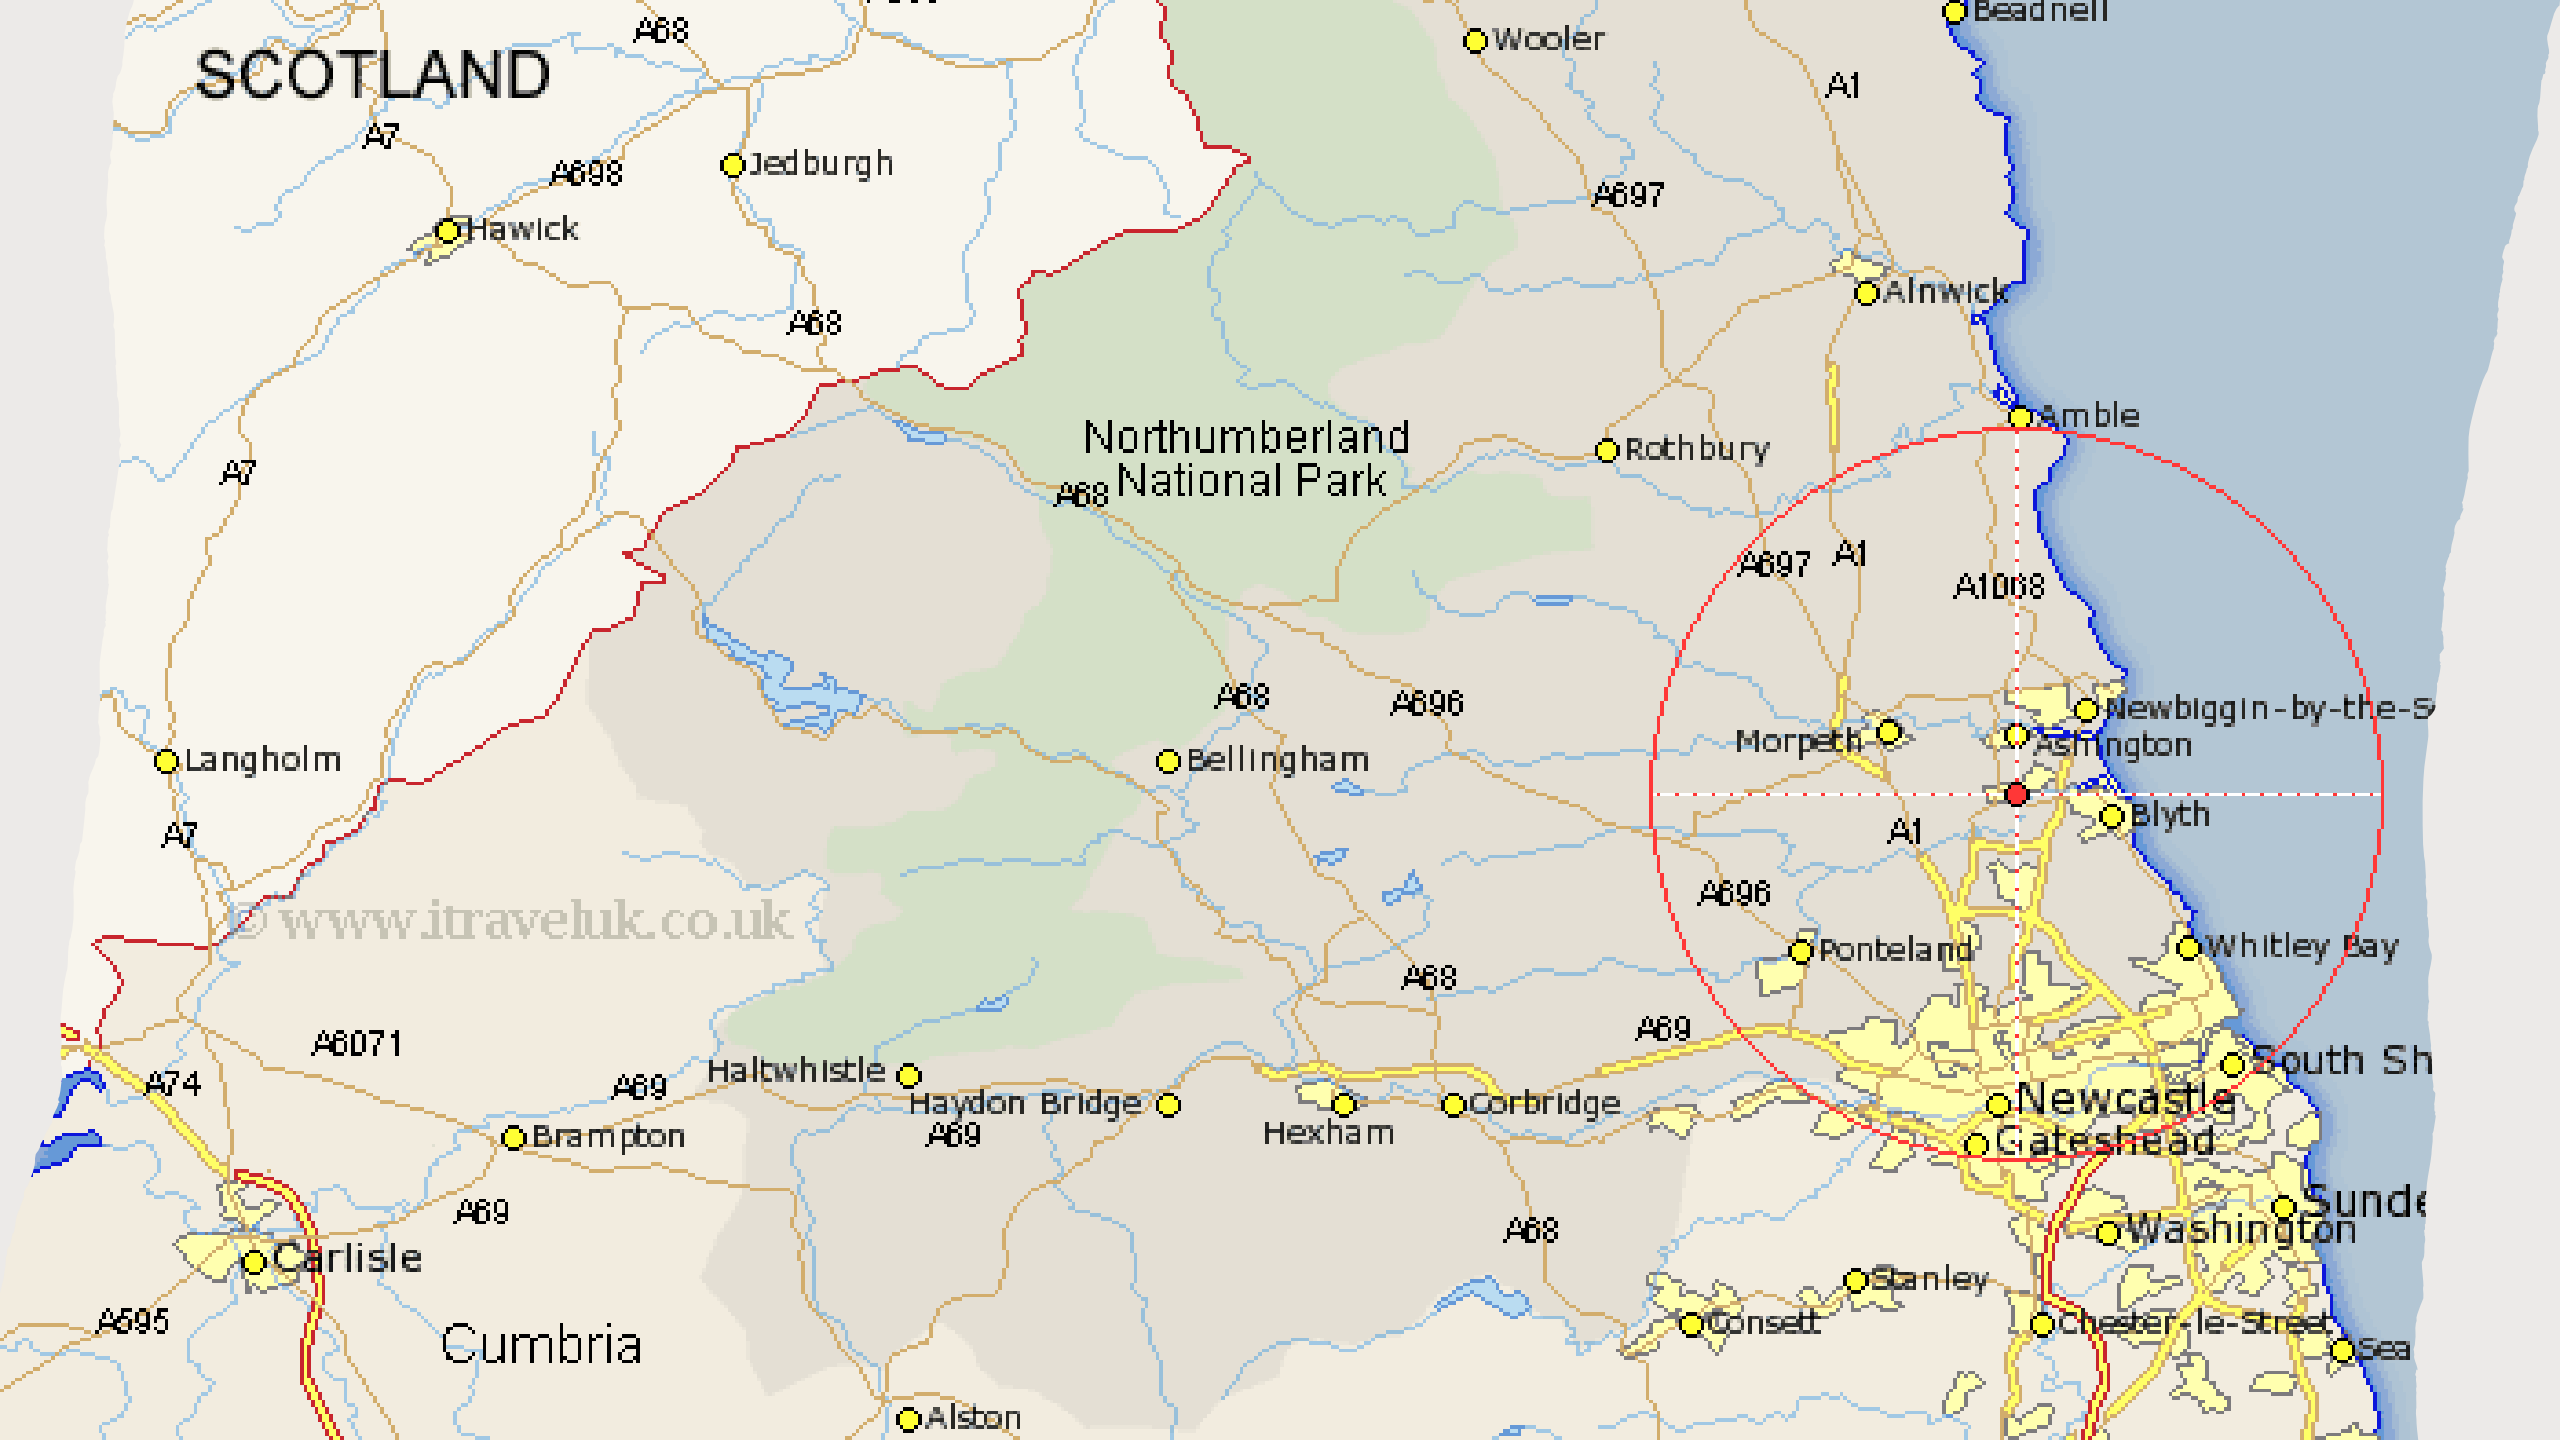 Beadnell
A68
Wooler
SCOTLAND
A1
A7
A698
Jedburgh
A697
Hawick
Alnwick
A68
Amble
Northumberland
National Park
Rothbury
A7
A68
A697
A1
A1068
A68
A696
Newbiggin-by-the-S
Morpeth
Ashington
Langholm
Bellingham
Blyth
A7
A1
A696
© www.itraveluk.co.uk
Ponteland
Whitley Bay
A68
A69
A6071
Haltwhistle
South Sh
A74
A69
Haydon Bridge
Corbridge
Newcastle
A69
Hexham
Brampton
Gateshead
A69
Sunde
A68
Washington
Carlisle
Stanley
A595
Consett
Chester-le-Street
Cumbria
Sea
Alston